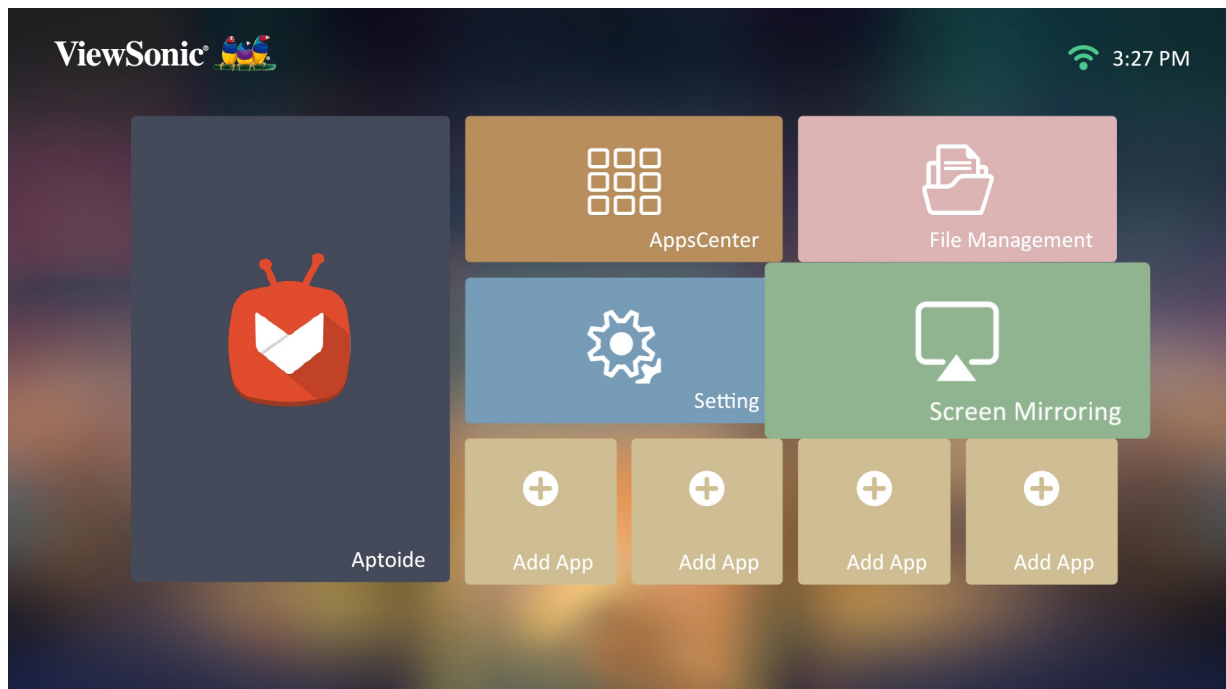 ViewSonic®
3:27 PM
AppsCenter
File Management
Setting
Screen Mirroring
Aptoide
Add App
Add App
Add App
Add App